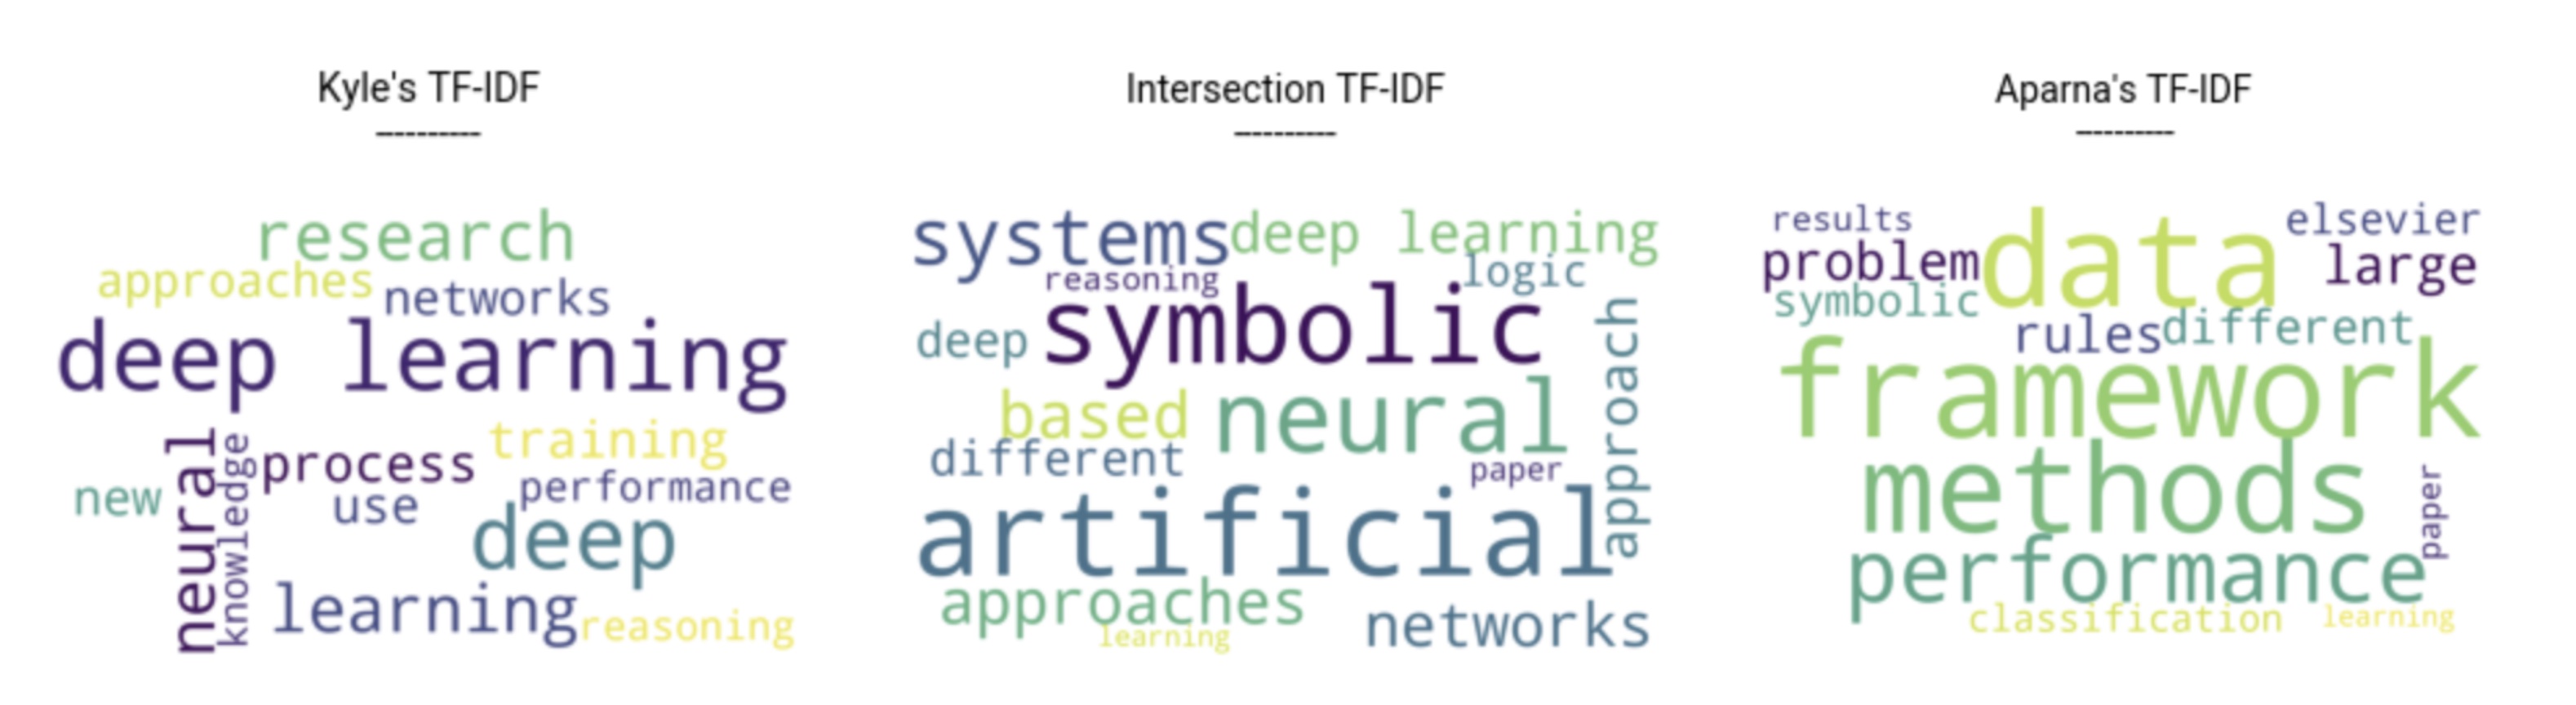 Kyle's TF-IDF
----------
research
approaches
networks
deep learning
training
neural
knowledge
process
performance
new
use
deep
learning
reasoning
Intersection TF-IDF
----------
systems
deep learning
reasoning
logic
symbolic
deep
approach
based
neural
different
paper
artificial
approaches
learning
networks
Aparna's TF-IDF
----------
results
data
elsevier
problem
large
symbolic
rules
different
framework
methods
paper
performance
classification
learning